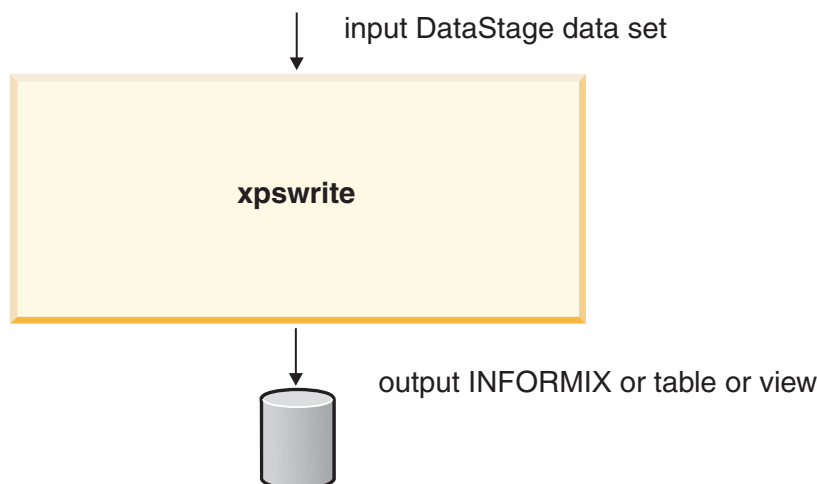 input DataStage data set
xpswrite
output INFORMIX or table or view